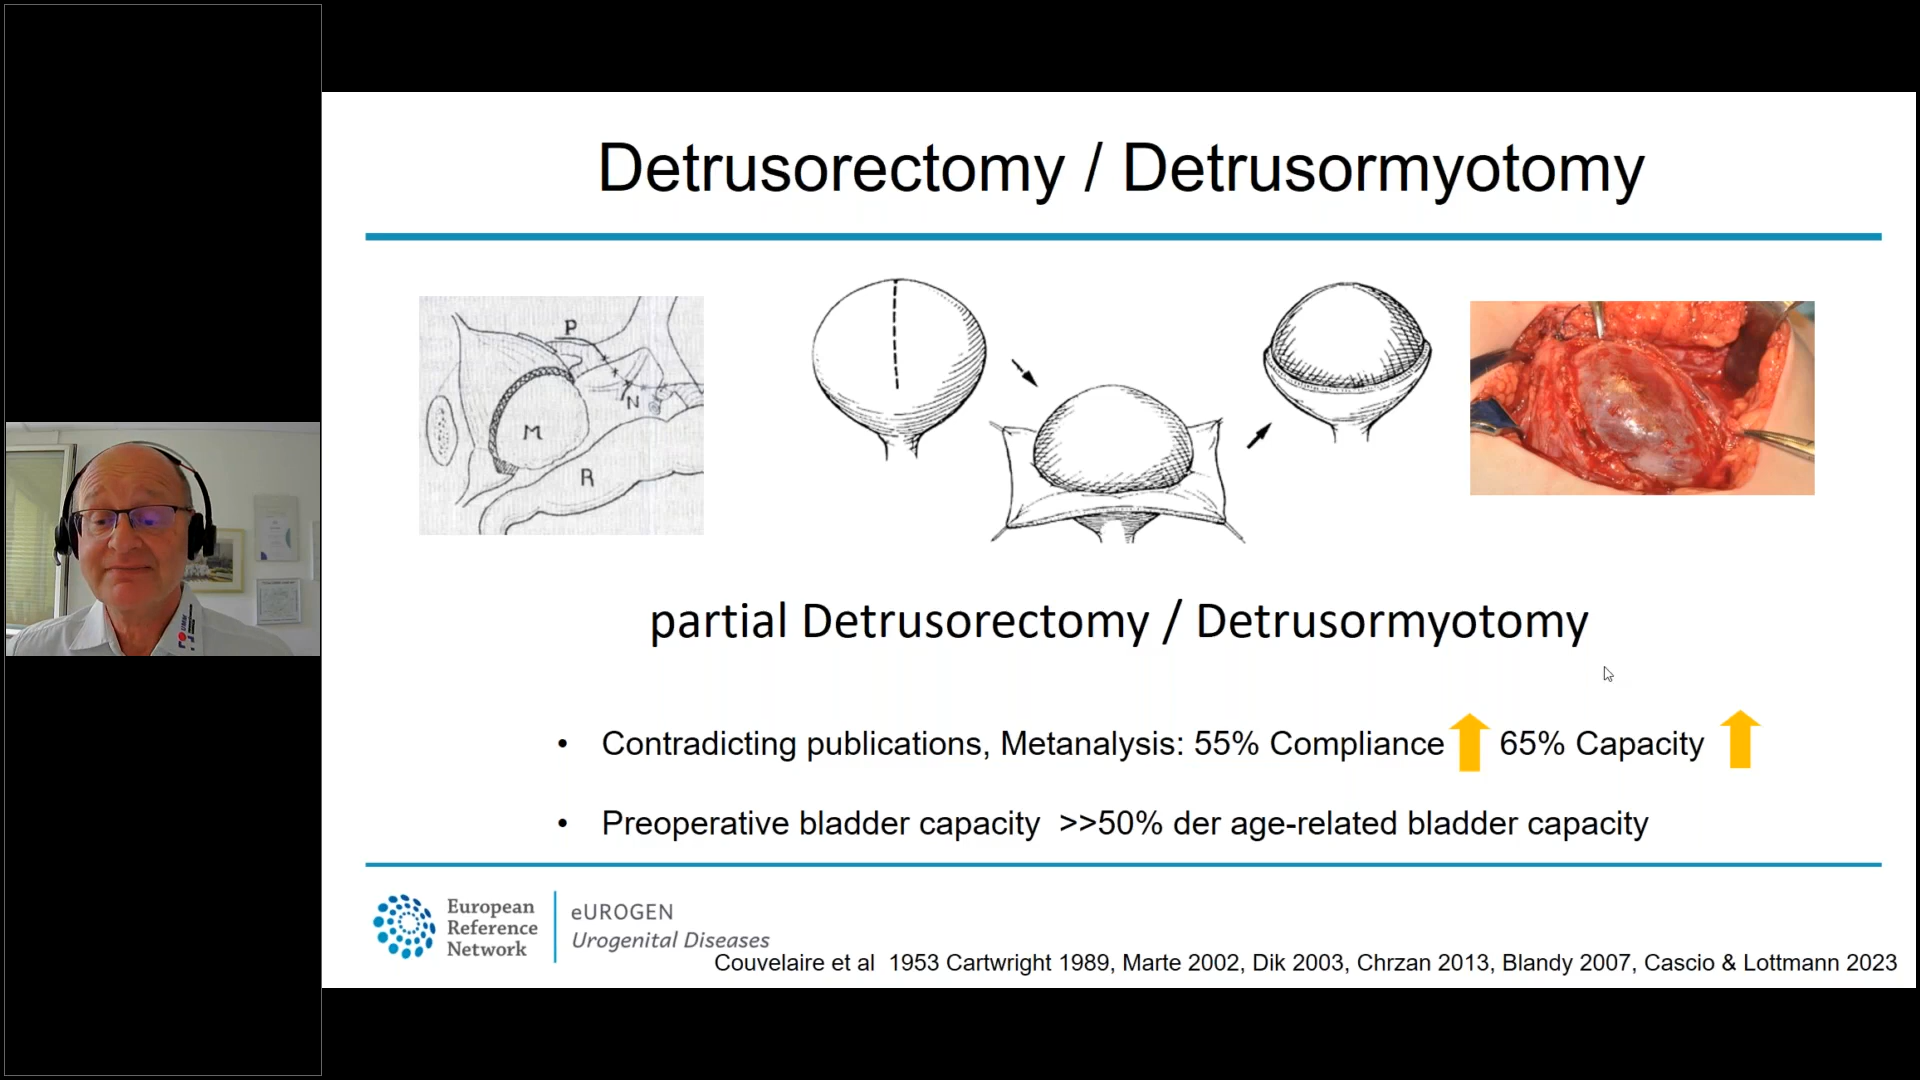 Detrusorectomy / Detrusormyotomy
P
N
M
R
partial Detrusorectomy / Detrusormyotomy
• Contradicting publications, Metanalysis: 55% Compliance 65% Capacity
• Preoperative bladder capacity >>50% der age-related bladder capacity
European
Reference
Network
eUROGEN
Urogenital Diseases
Couvelaire et al 1953 Cartwright 1989, Marte 2002, Dik 2003, Chrzan 2013, Blandy 2007, Cascio & Lottmann 2023